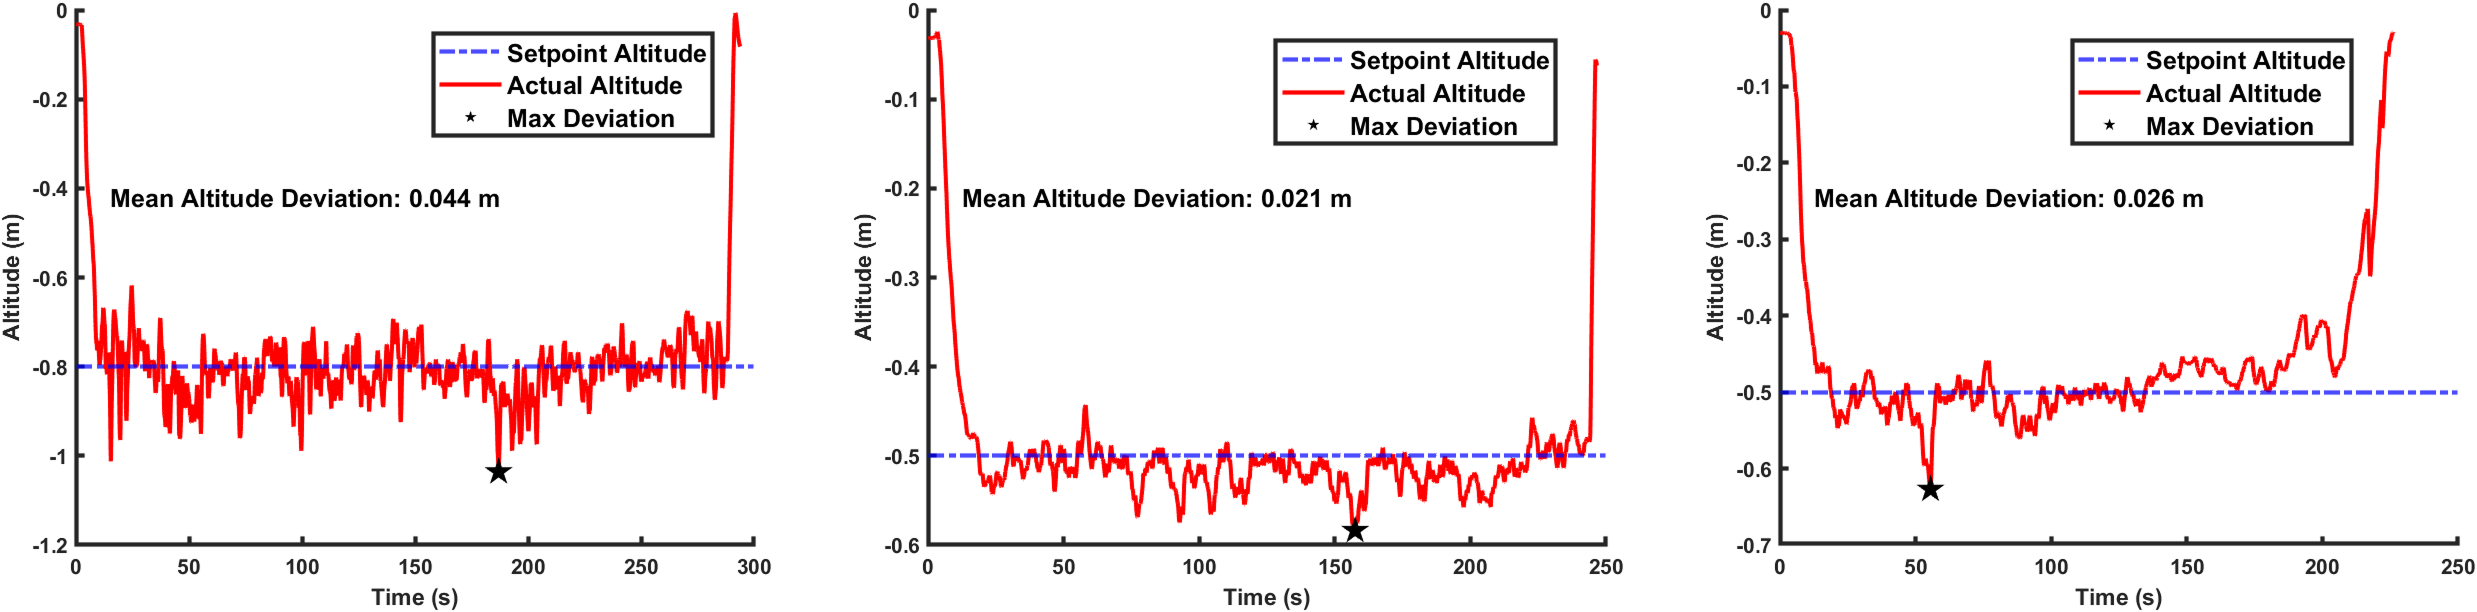 0
-0.2
-0.4
-0.6
-0.8
-1
-1.2
Altitude (m)
Setpoint Altitude
Actual Altitude
Max Deviation
Mean Altitude Deviation: 0.044 m
0 50 100 150 200 250 300
Time (s)
0
-0.1
-0.2
-0.3
-0.4
-0.5
-0.6
Altitude (m)
Setpoint Altitude
Actual Altitude
Max Deviation
Mean Altitude Deviation: 0.021 m
0 50 100 150 200 250
Time (s)
0
-0.1
-0.2
-0.3
-0.4
-0.5
-0.6
-0.7
Altitude (m)
Setpoint Altitude
Actual Altitude
Max Deviation
Mean Altitude Deviation: 0.026 m
0 50 100 150 200 250
Time (s)